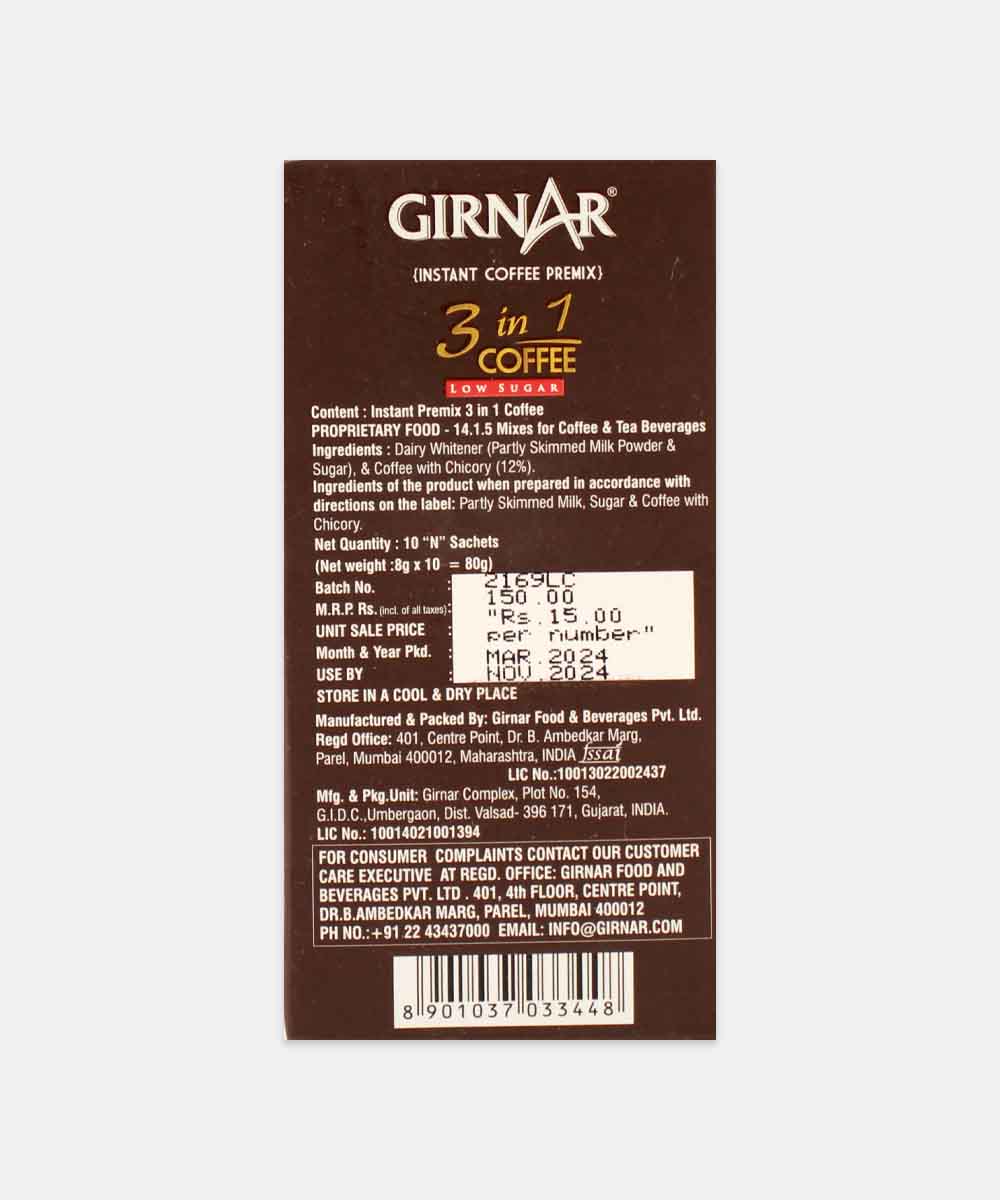 GIRNAR®
{INSTANT COFFEE PREMIX}
3 in 1
COFFEE
LOW SUGAR
Content : Instant Premix 3 in 1 Coffee
PROPRIETARY FOOD - 14.1.5 Mixes for Coffee & Tea Beverages
Ingredients : Dairy Whitener (Partly Skimmed Milk Powder &
Sugar), & Coffee with Chicory (12%).
Ingredients of the product when prepared in accordance with
directions on the label: Partly Skimmed Milk, Sugar & Coffee with
Chicory.
Net Quantity : 10 “N” Sachets
(Net weight :8g x 10 = 80g)
Batch No. : 2169LC
M.R.P. Rs. (incl. of all taxes): 150.00
UNIT SALE PRICE : "Rs.15.00
per number"
Month & Year Pkd. : MAR.2024
USE BY : NOV.2024
STORE IN A COOL & DRY PLACE
Manufactured & Packed By: Girnar Food & Beverages Pvt. Ltd.
Regd Office: 401, Centre Point, Dr. B. Ambedkar Marg,
Parel, Mumbai 400012, Maharashtra, INDIA fssai
LIC No.:10013022002437
Mfg. & Pkg.Unit: Girnar Complex, Plot No. 154,
G.I.D.C.,Umbergaon, Dist. Valsad- 396 171, Gujarat, INDIA.
LIC No.: 10014021001394
FOR CONSUMER COMPLAINTS CONTACT OUR CUSTOMER
CARE EXECUTIVE AT REGD. OFFICE: GIRNAR FOOD AND
BEVERAGES PVT. LTD . 401, 4th FLOOR, CENTRE POINT,
DR.B.AMBEDKAR MARG, PAREL, MUMBAI 400012
PH NO.:+91 22 43437000 EMAIL: INFO@GIRNAR.COM
8 901037 033448